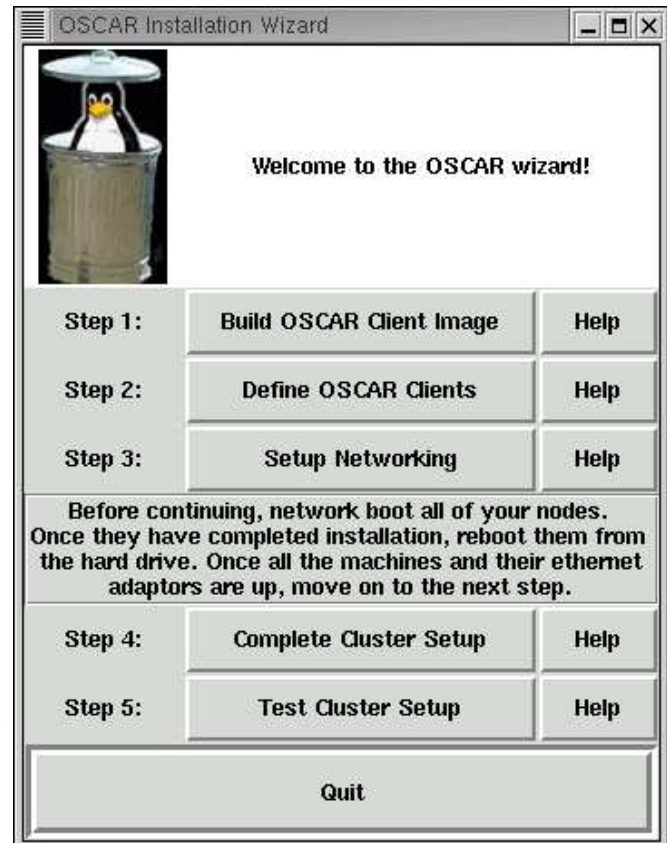 OSCAR Installation Wizard
Welcome to the OSCAR wizard!
Step 1: Build OSCAR Client Image Help
Step 2: Define OSCAR Clients Help
Step 3: Setup Networking Help
Before continuing, network boot all of your nodes.
Once they have completed installation, reboot them from
the hard drive. Once all the machines and their ethernet
adaptors are up, move on to the next step.
Step 4: Complete Cluster Setup Help
Step 5: Test Cluster Setup Help
Quit